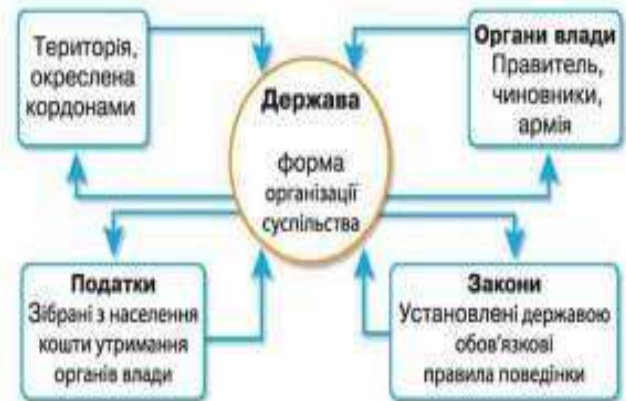 Територія,
окреслена
кордонами
Органи влади
Правитель,
чиновники,
армія
Держава
форма
організації
суспільства
Податки
Зібрані з населення
кошти утримання
органів влади
Закони
Установлені державою
обов'язкові
правила поведінки